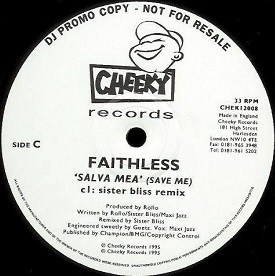 DJ PROMO COPY - NOT FOR RESALE
CHEEKY
records
33 RPM
CHEK12008
Made in England
Cheeky Records
181 High Street
Harlesden
London NW10 4TE
Fax: 0181-965 3948
Tel: 0181-961 5202
SIDE C
FAITHLESS
'SALVA MEA' (SAVE ME)
c1: sister bliss remix
Produced by Rollo
Written by Rollo/Sister Bliss/Maxi Jazz
Remixed by Sister Bliss
Engineered sweetly by Goetz. Vox: Maxi Jazz
Published by Champion/BMG/Copyright Control
Ⓟ Cheeky Records 1995
© Cheeky Records 1995